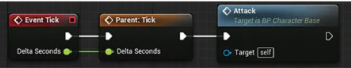 Event Tick
Delta Seconds
Parent: Tick
Delta Seconds
Attack
Target is BP Character Base
Target self